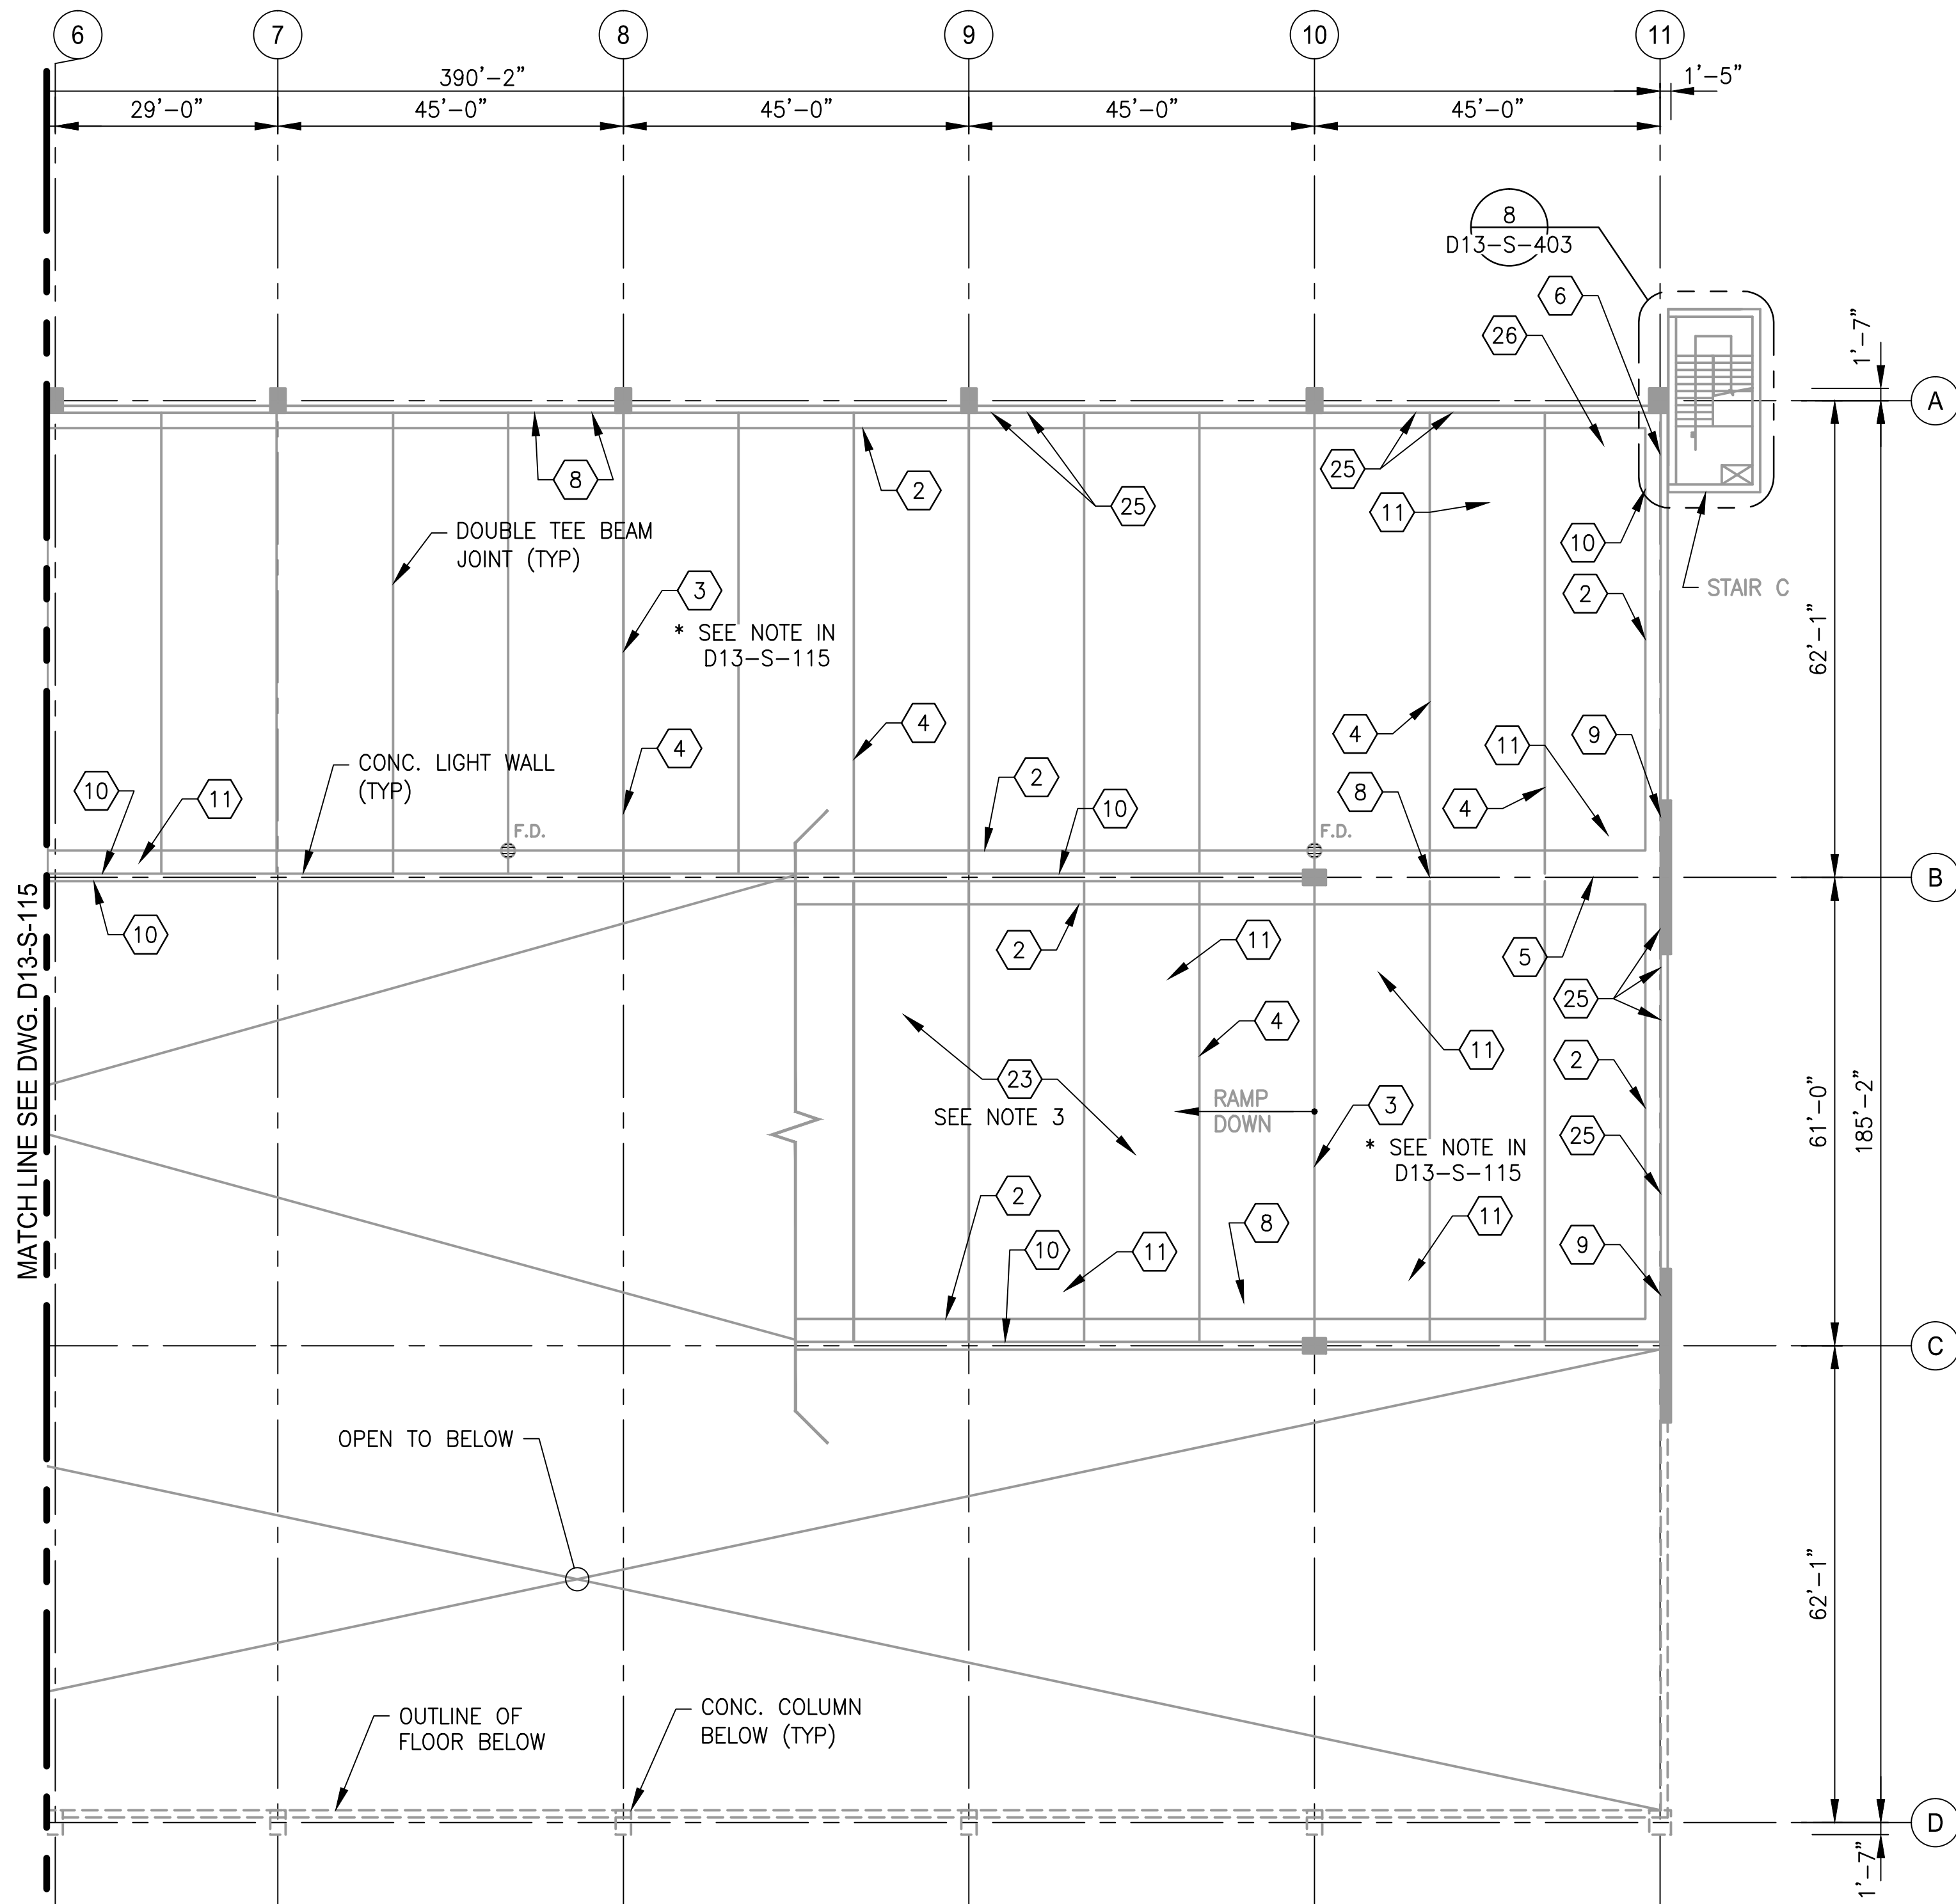 6
7
8
9
10
11
390'-2"
1'-5"
29'-0"
45'-0"
45'-0"
45'-0"
45'-0"
8
D13-S-403
6
26
1'-7"
A
8
2
25
25
11
10
DOUBLE TEE BEAM
JOINT (TYP)
3
* SEE NOTE IN
D13-S-115
2
STAIR C
62'-1"
4
4
4
11
9
CONC. LIGHT WALL
(TYP)
10
11
2
10
8
4
F.D.
F.D.
B
MATCH LINE SEE DWG. D13-S-115
10
2
11
5
25
4
11
23
SEE NOTE 3
RAMP
DOWN
3
* SEE NOTE IN
D13-S-115
2
61'-0"
185'-2"
25
2
10
11
8
11
9
C
OPEN TO BELOW
62'-1"
OUTLINE OF
FLOOR BELOW
CONC. COLUMN
BELOW (TYP)
D
1'-7"